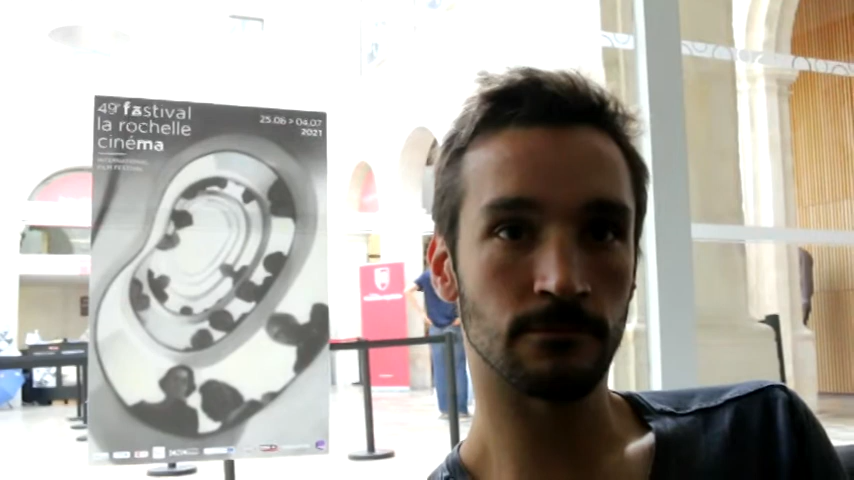 49e festival
la rochelle
cinéma
INTERNATIONAL
FILM FESTIVAL
25.06 > 04.07
2021